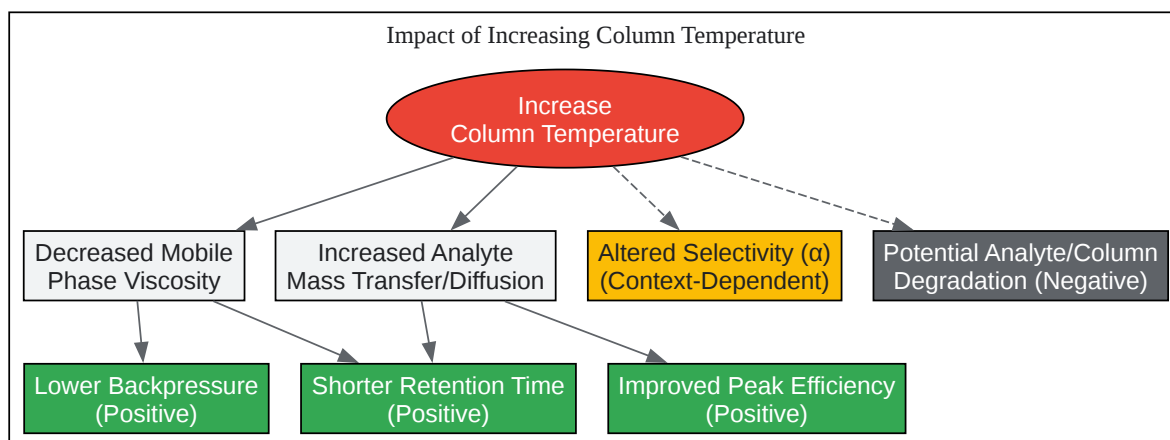 Impact of Increasing Column Temperature
Increase
Column Temperature
Decreased Mobile
Phase Viscosity
Increased Analyte
Mass Transfer/Diffusion
Altered Selectivity (α)
(Context-Dependent)
Potential Analyte/Column
Degradation (Negative)
Lower Backpressure
(Positive)
Shorter Retention Time
(Positive)
Improved Peak Efficiency
(Positive)